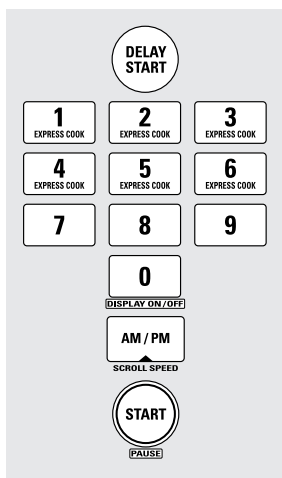 DELAY
START
1 2 3
EXPRESS COOK EXPRESS COOK EXPRESS COOK
4 5 6
EXPRESS COOK EXPRESS COOK EXPRESS COOK
7 8 9
0
DISPLAY ON/OFF
AM / PM
SCROLL SPEED
START
PAUSE